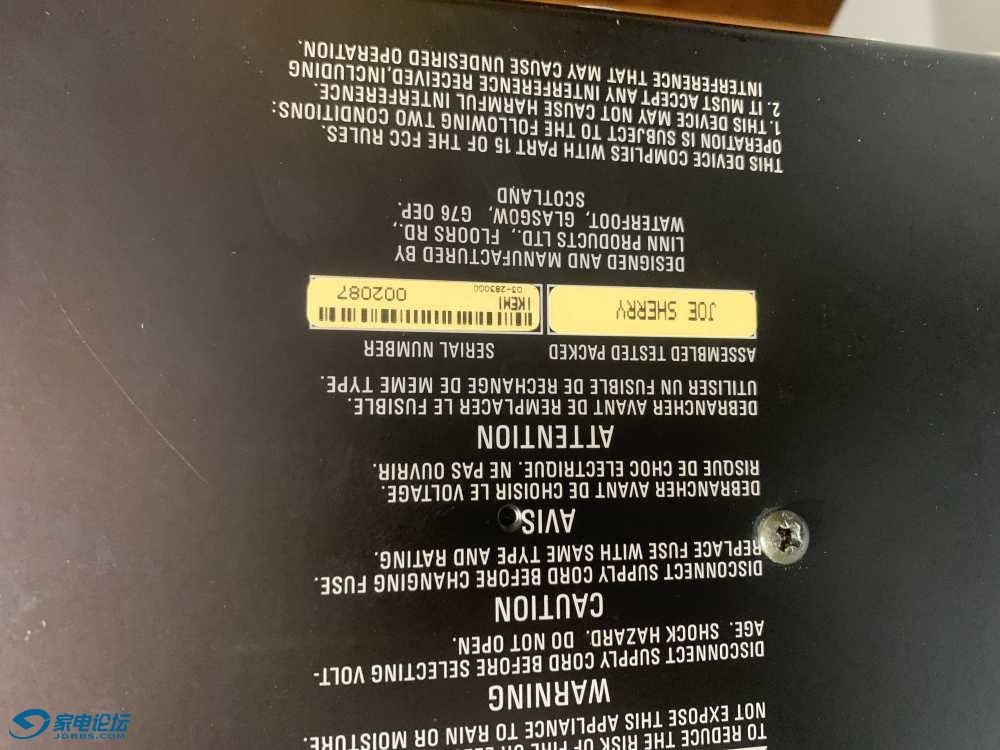 TO REDUCE THE RISK OF FIRE OR
NOT EXPOSE THIS APPLIANCE TO RAIN OR MOISTURE.
WARNING
DISCONNECT SUPPLY CORD BEFORE SELECTING VOLT-
AGE. SHOCK HAZARD. DO NOT OPEN.
CAUTION
DISCONNECT SUPPLY CORD BEFORE CHANGING FUSE.
REPLACE FUSE WITH SAME TYPE AND RATING.
AVIS
DEBRANCHER AVANT DE CHOISIR LE VOLTAGE.
RISQUE DE CHOC ELECTRIQUE. NE PAS OUVRIR.
ATTENTION
DEBRANCHER AVANT DE REMPLACER LE FUSIBLE.
UTILISER UN FUSIBLE DE RECHANGE DE MEME TYPE.
ASSEMBLED TESTED PACKED SERIAL NUMBER
JOE SHERRY
IKEMI
03-283000 002087
DESIGNED AND MANUFACTURED BY
LINN PRODUCTS LTD., FLOORS RD.,
WATERFOOT, GLASGOW, G76 OEP.
SCOTLAND
THIS DEVICE COMPLIES WITH PART 15 OF THE FCC RULES.
OPERATION IS SUBJECT TO THE FOLLOWING TWO CONDITIONS:
1. THIS DEVICE MAY NOT CAUSE HARMFUL INTERFERENCE.
2. IT MUST ACCEPT ANY INTERFERENCE RECEIVED,INCLUDING
INTERFERENCE THAT MAY CAUSE UNDESIRED OPERATION.
家电论坛
JDBBS.COM